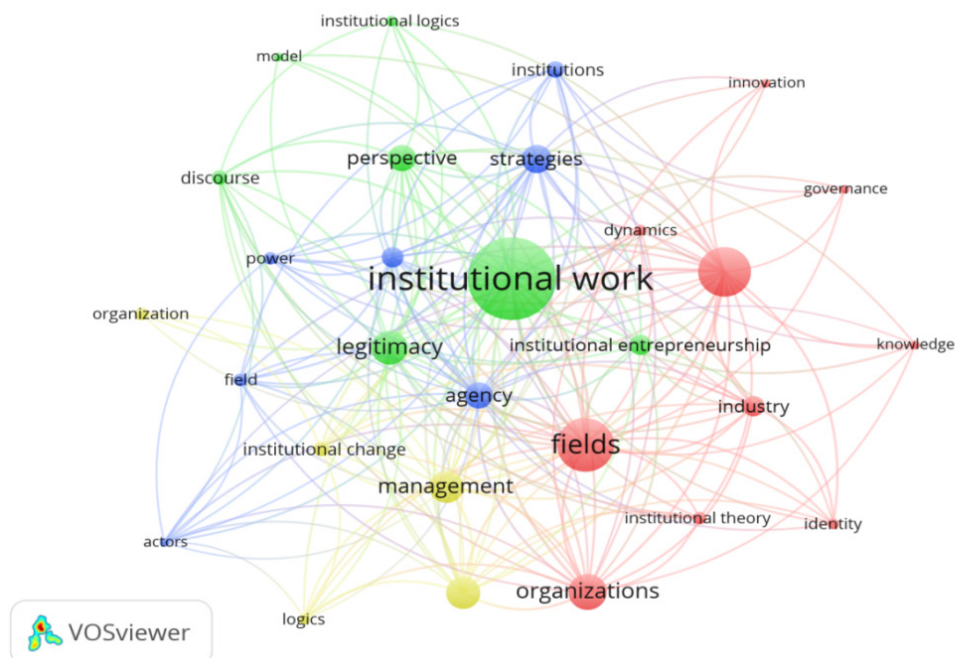 institutional logics
model
institutions
innovation
perspective
strategies
discourse
governance
dynamics
power
institutional work
organization
legitimacy
institutional entrepreneurship
knowledge
field
agency
industry
institutional change
fields
management
institutional theory
identity
actors
organizations
logics
VOSviewer